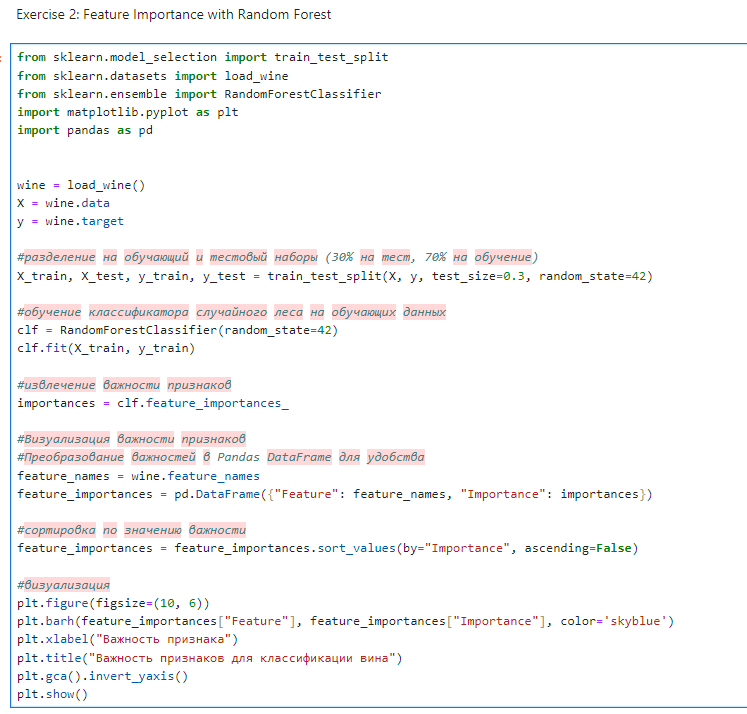 Exercise 2: Feature Importance with Random Forest
from sklearn.model_selection import train_test_split
from sklearn.datasets import load_wine
from sklearn.ensemble import RandomForestClassifier
import matplotlib.pyplot as plt
import pandas as pd
wine = load_wine()
X = wine.data
y = wine.target
#разделение на обучающий и тестовый наборы (30% на тест, 70% на обучение)
X_train, X_test, y_train, y_test = train_test_split(X, y, test_size=0.3, random_state=42)
#обучение классификатора случайного леса на обучающих данных
clf = RandomForestClassifier(random_state=42)
clf.fit(X_train, y_train)
#извлечение важности признаков
importances = clf.feature_importances_
#Визуализация важности признаков
#Преобразование важностей в Pandas DataFrame для удобства
feature_names = wine.feature_names
feature_importances = pd.DataFrame({"Feature": feature_names, "Importance": importances})
#сортировка по значению важности
feature_importances = feature_importances.sort_values(by="Importance", ascending=False)
#визуализация
plt.figure(figsize=(10, 6))
plt.barh(feature_importances["Feature"], feature_importances["Importance"], color='skyblue')
plt.xlabel("Важность признака")
plt.title("Важность признаков для классификации вина")
plt.gca().invert_yaxis()
plt.show()